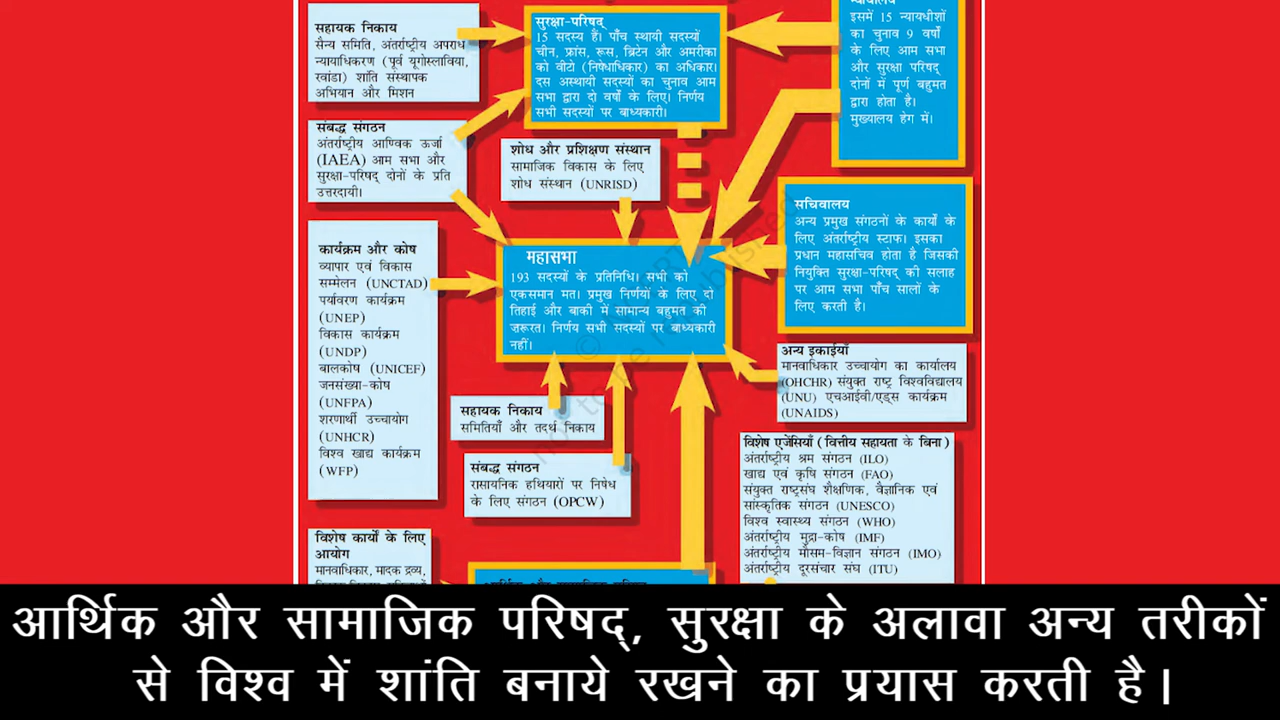 सहायक निकाय
सैन्य समिति, अंतर्राष्ट्रीय अपराध
न्यायाधिकरण (पूर्व यूगोस्लाविया,
रवांडा) शांति संस्थापक
अभियान और मिशन
सुरक्षा-परिषद्
15 सदस्य हैं। पाँच स्थायी सदस्यों
चीन, फ्रांस, रूस, ब्रिटेन और अमरीका
को वीटो (निषेधाधिकार) का अधिकार।
दस अस्थायी सदस्यों का चुनाव आम
सभा द्वारा दो वर्षों के लिए। निर्णय
सभी सदस्यों पर बाध्यकारी।
इसमें 15 न्यायधीशों
का चुनाव 9 वर्षों
के लिए आम सभा
और सुरक्षा परिषद्
दोनों में पूर्ण बहुमत
द्वारा होता है।
मुख्यालय हेग में।
संबद्ध संगठन
अंतर्राष्ट्रीय आण्विक ऊर्जा
(IAEA) आम सभा और
सुरक्षा-परिषद् दोनों के प्रति
उत्तरदायी।
शोध और प्रशिक्षण संस्थान
सामाजिक विकास के लिए
शोध संस्थान (UNRISD)
सचिवालय
अन्य प्रमुख संगठनों के कार्यों के
लिए अंतर्राष्ट्रीय स्टाफ। इसका
प्रधान महासचिव होता है जिसकी
नियुक्ति सुरक्षा-परिषद् की सलाह
पर आम सभा पाँच सालों के
लिए करती है।
कार्यक्रम और कोष
व्यापार एवं विकास
सम्मेलन (UNCTAD)
पर्यावरण कार्यक्रम
(UNEP)
विकास कार्यक्रम
(UNDP)
बालकोष (UNICEF)
जनसंख्या-कोष
(UNFPA)
शरणार्थी उच्चायोग
(UNHCR)
विश्व खाद्य कार्यक्रम
(WFP)
महासभा
193 सदस्यों के प्रतिनिधि। सभी को
एकसमान मत। प्रमुख निर्णयों के लिए दो
तिहाई और बाकी में सामान्य बहुमत की
जरूरत। निर्णय सभी सदस्यों पर बाध्यकारी
नहीं।
अन्य इकाईयाँ
मानवाधिकार उच्चायोग का कार्यालय
(OHCHR) संयुक्त राष्ट्र विश्वविद्यालय
(UNU) एचआईवी/एड्स कार्यक्रम
(UNAIDS)
सहायक निकाय
समितियाँ और तदर्थ निकाय
संबद्ध संगठन
रासायनिक हथियारों पर निषेध
के लिए संगठन (OPCW)
विशेष एजेंसियाँ (वित्तीय सहायता के बिना)
अंतर्राष्ट्रीय श्रम संगठन (ILO)
खाद्य एवं कृषि संगठन (FAO)
संयुक्त राष्ट्रसंघ शैक्षणिक, वैज्ञानिक एवं
सांस्कृतिक संगठन (UNESCO)
विश्व स्वास्थ्य संगठन (WHO)
अंतर्राष्ट्रीय मुद्रा-कोष (IMF)
अंतर्राष्ट्रीय मौसम-विज्ञान संगठन (IMO)
अंतर्राष्ट्रीय दूरसंचार संघ (ITU)
विशेष कार्यों के लिए
आयोग
मानवाधिकार, मादक द्रव्य,
not to be republished
आर्थिक और सामाजिक परिषद्, सुरक्षा के अलावा अन्य तरीकों
से विश्व में शांति बनाये रखने का प्रयास करती है।